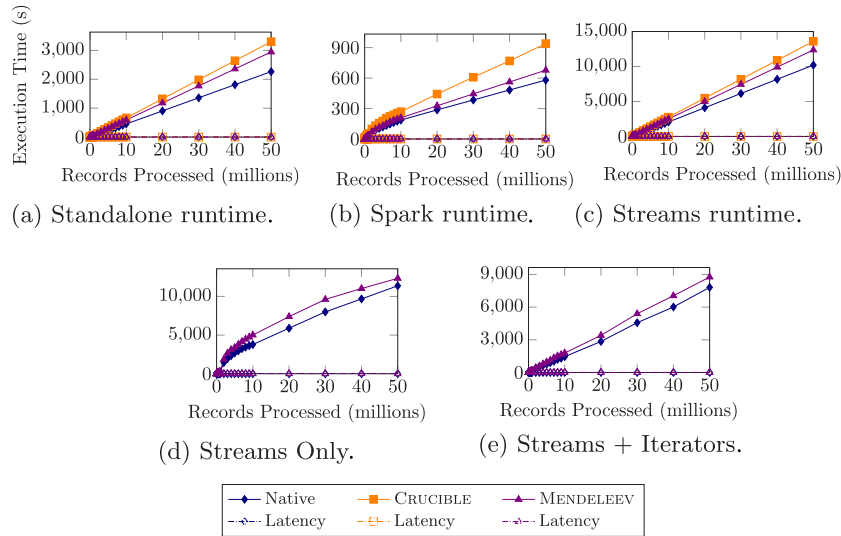 Execution Time (s)
3,000
2,000
1,000
0
0 10 20 30 40 50
Records Processed (millions)
(a) Standalone runtime.
900
600
300
0
0 10 20 30 40 50
Records Processed (millions)
(b) Spark runtime.
15,000
10,000
5,000
0
0 10 20 30 40 50
Records Processed (millions)
(c) Streams runtime.
10,000
5,000
0
0 10 20 30 40 50
Records Processed (millions)
(d) Streams Only.
9,000
6,000
3,000
0
0 10 20 30 40 50
Records Processed (millions)
(e) Streams + Iterators.
Native CRUCIBLE MENDELEEV
Latency Latency Latency